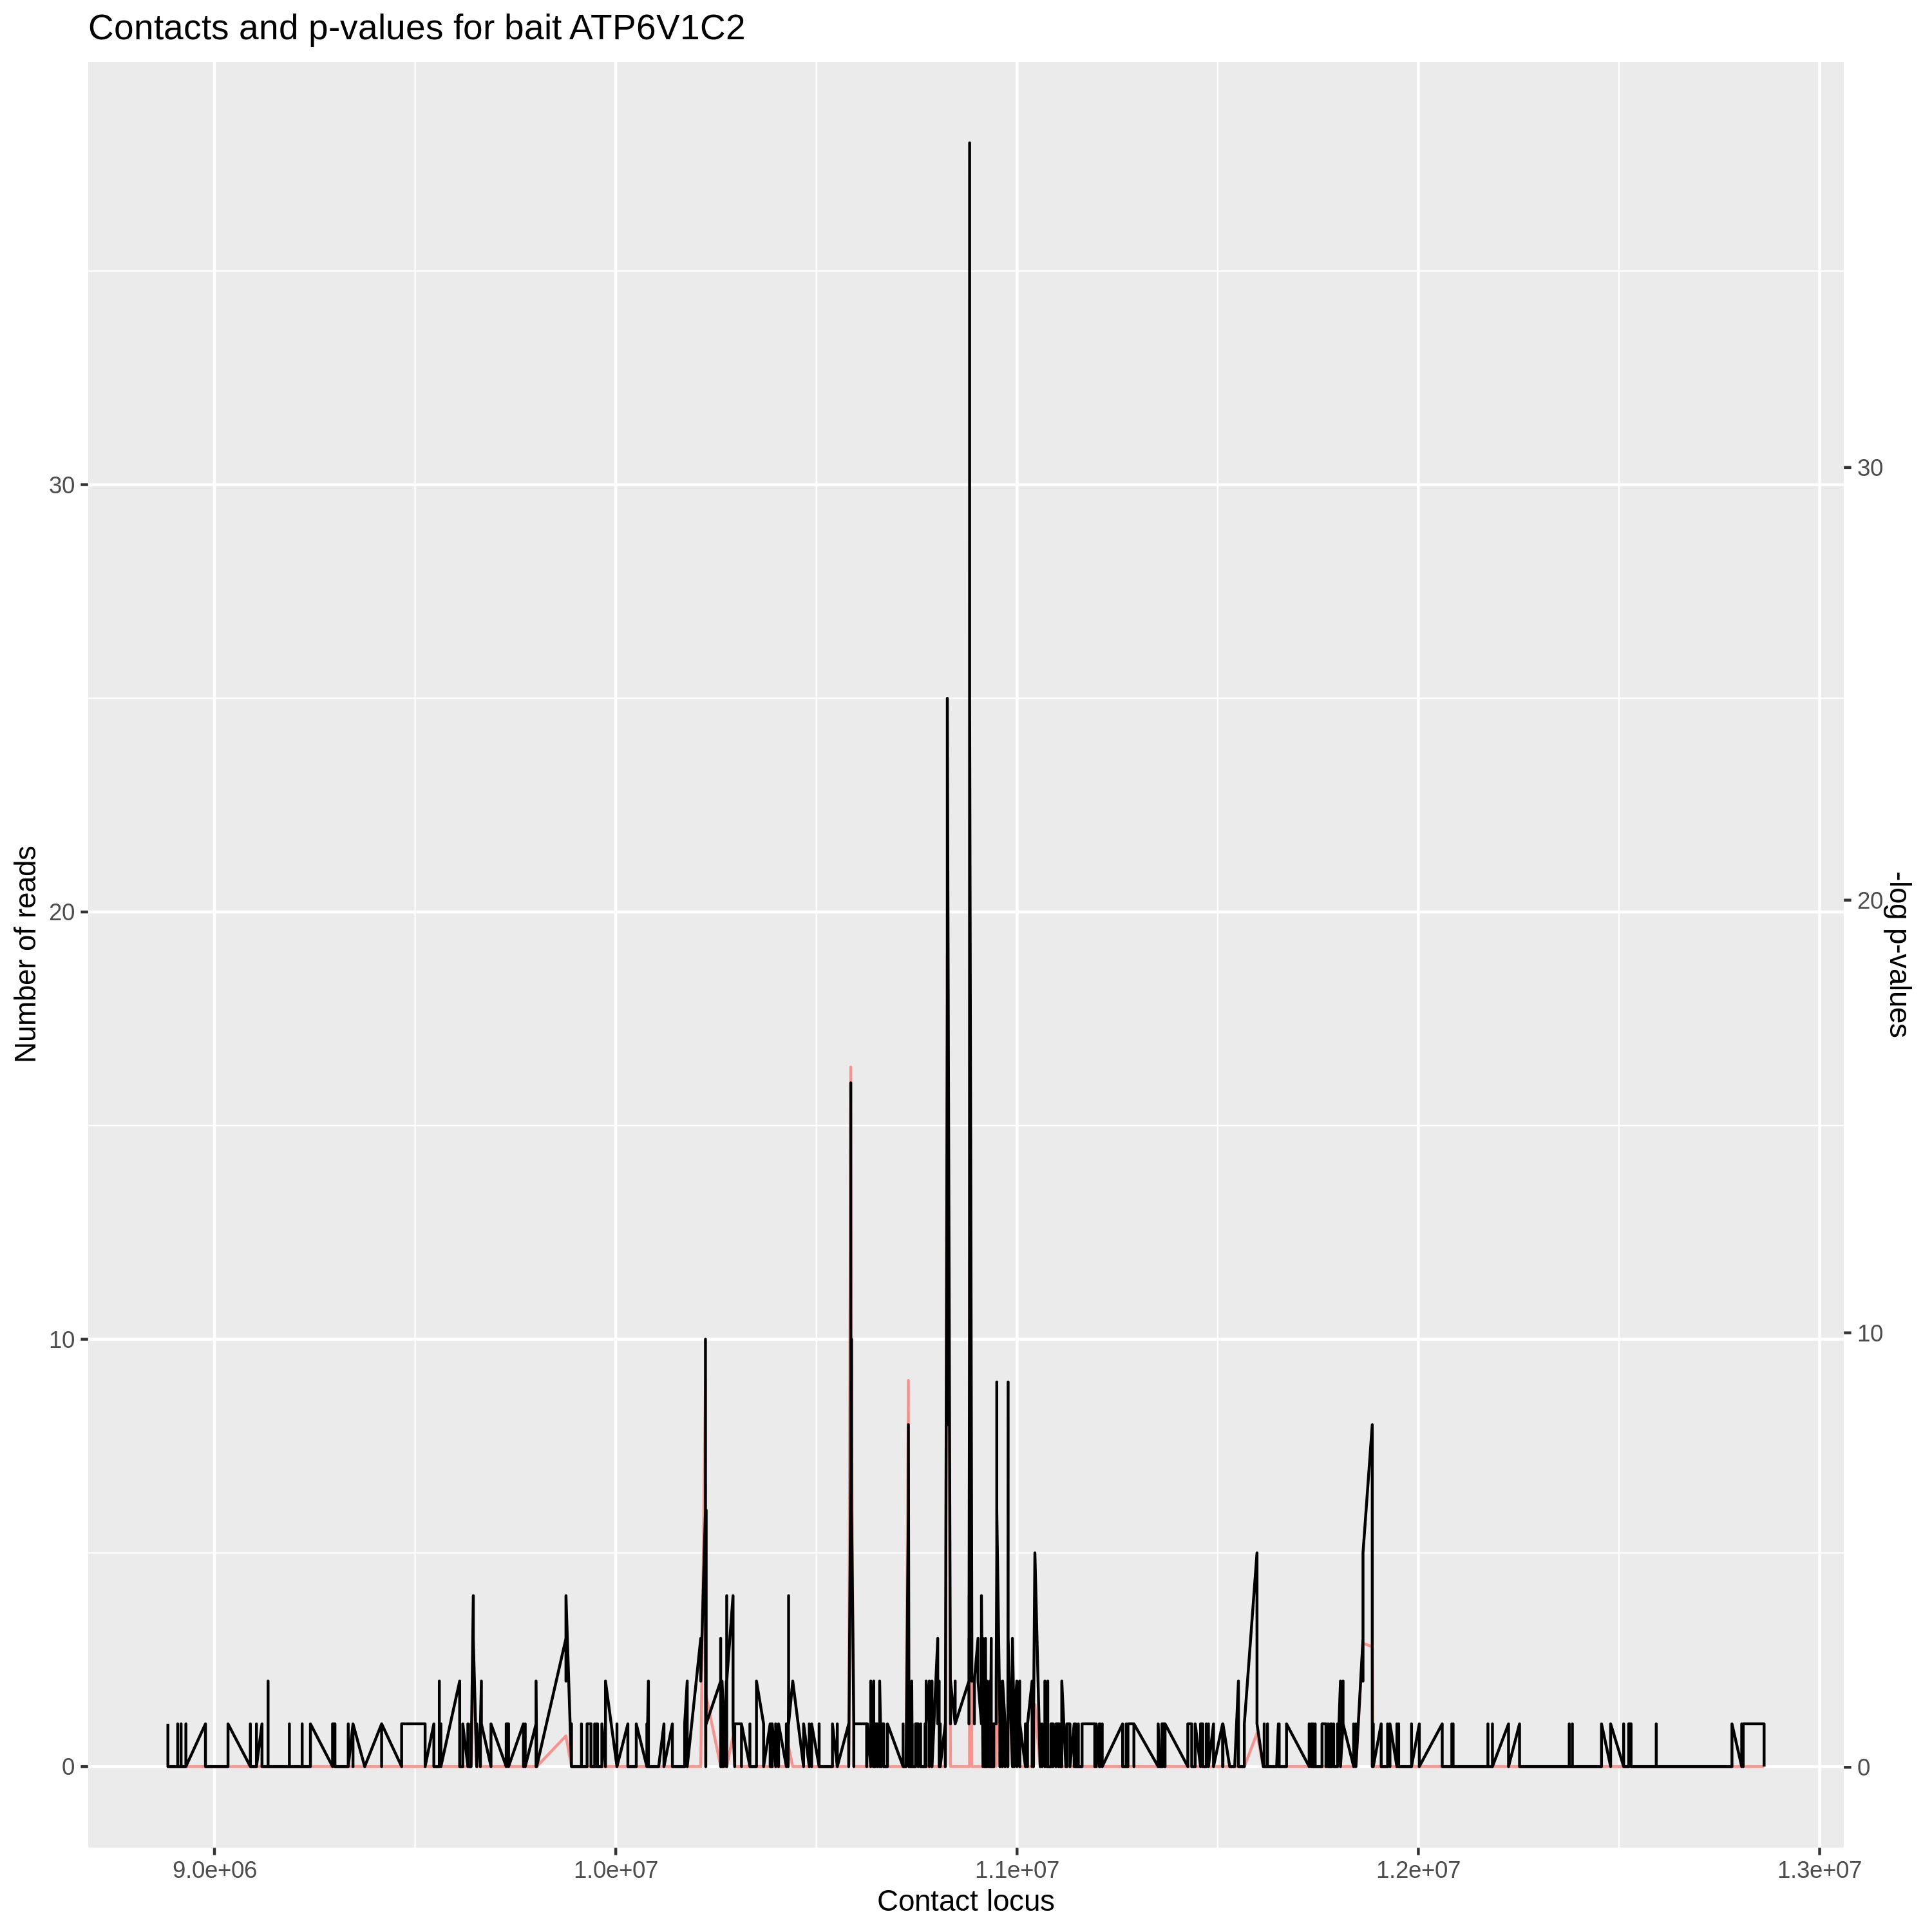 Contacts and p-values for bait ATP6V1C2
30
20
10
0
Number of reads
30
20
10
0
-log p-values
9.0e+06
1.0e+07
1.1e+07
1.2e+07
1.3e+07
Contact locus